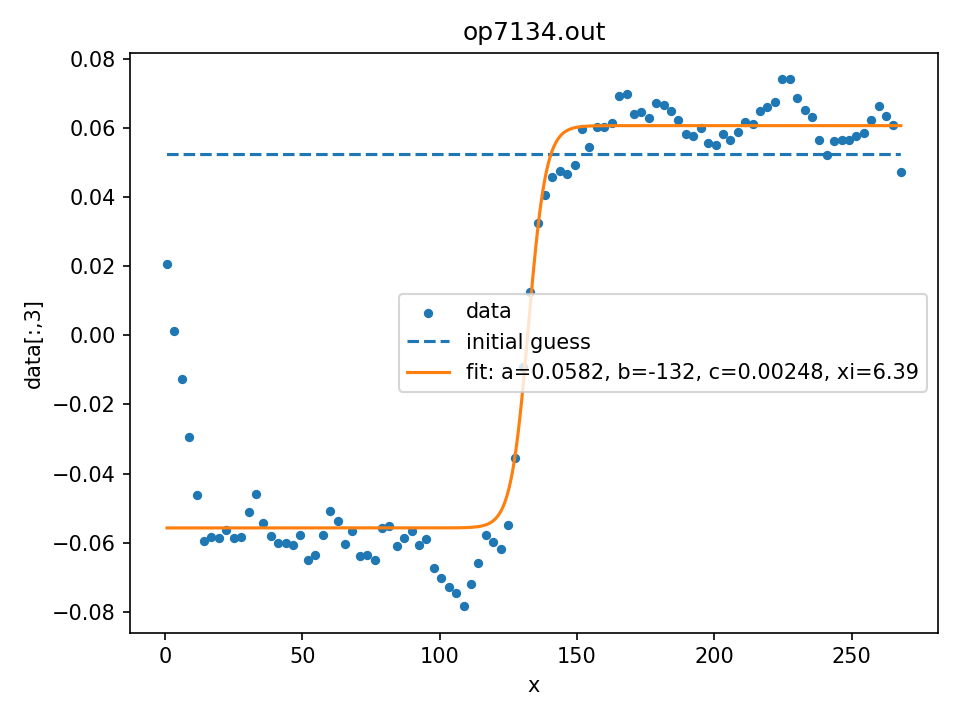 op7134.out
0.08
0.06
0.04
0.02
0.00
−0.02
−0.04
−0.06
−0.08
data[:,3]
data
initial guess
fit: a=0.0582, b=-132, c=0.00248, xi=6.39
0 50 100 150 200 250
x